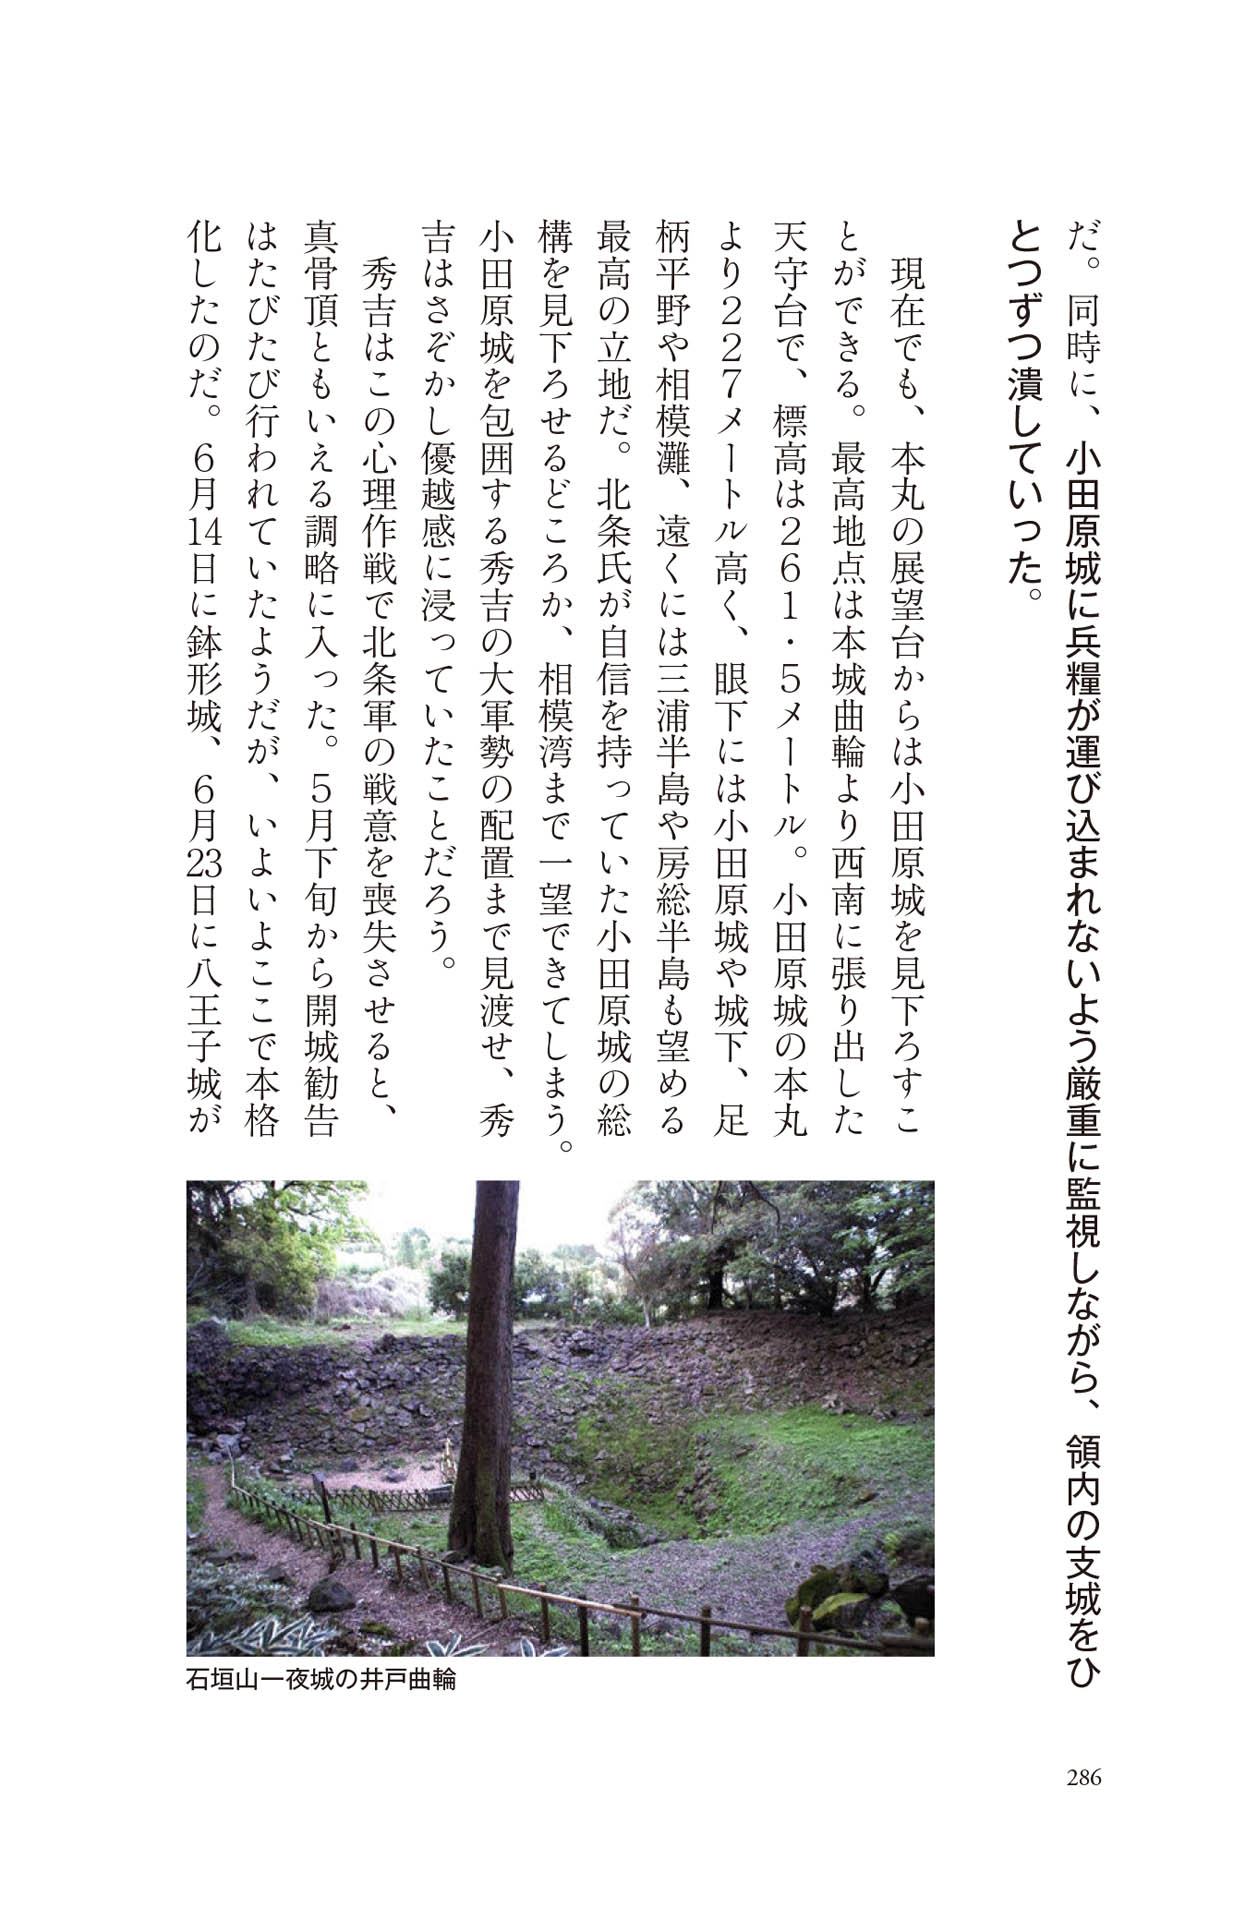 だ。同時に、小田原城に兵糧が運び込まれないよう厳重に監視しながら、領内の支城をひ
とつずつ潰していった。
現在でも、本丸の展望台からは小田原城を見下ろすこ
とができる。最高地点は本城曲輪より西南に張り出した
天守台で、標高は２６１・５メートル。小田原城の本丸
より２２７メートル高く、眼下には小田原城や城下、足
柄平野や相模灘、遠くには三浦半島や房総半島も望める
最高の立地だ。北条氏が自信を持っていた小田原城の総
構を見下ろせるどころか、相模湾まで一望できてしまう。
小田原城を包囲する秀吉の大軍勢の配置まで見渡せ、秀
吉はさぞかし優越感に浸っていたことだろう。
秀吉はこの心理作戦で北条軍の戦意を喪失させると、
真骨頂ともいえる調略に入った。５月下旬から開城勧告
はたびたび行われていたようだが、いよいよここで本格
化したのだ。６月14日に鉢形城、６月23日に八王子城が
石垣山一夜城の井戸曲輪
286